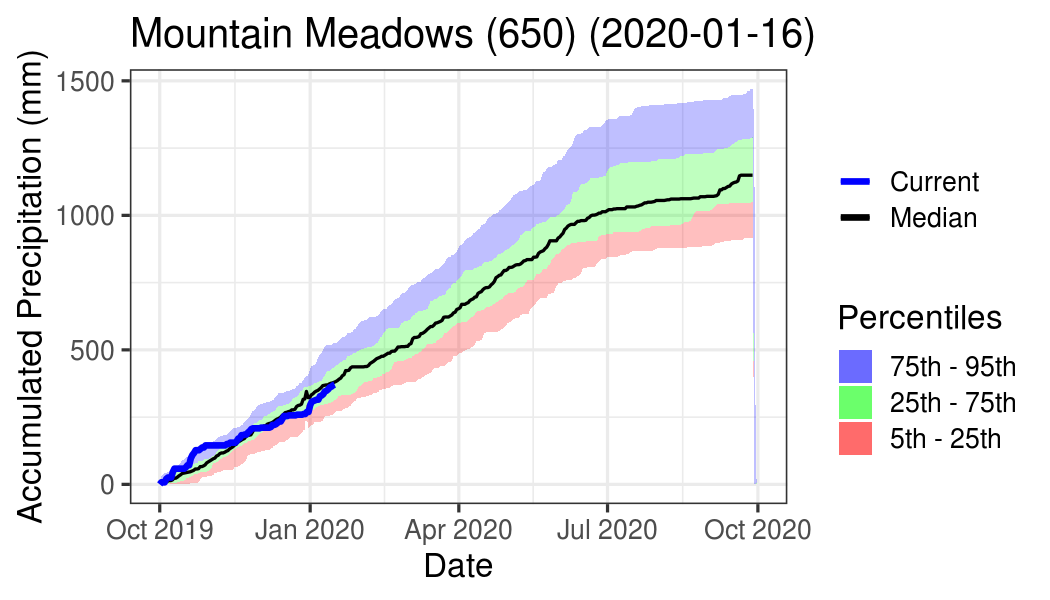 Mountain Meadows (650) (2020-01-16)
Accumulated Precipitation (mm)
1500
1000
500
0
Oct 2019
Jan 2020
Apr 2020
Jul 2020
Oct 2020
Date
Current
Median
Percentiles
75th - 95th
25th - 75th
5th - 25th